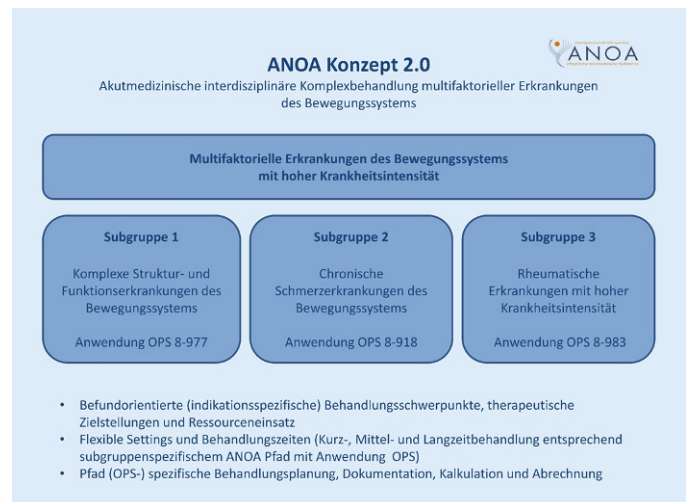 ANOA Konzept 2.0
ANOA
Akutmedizinische interdisziplinäre Komplexbehandlung multifaktorieller Erkrankungen
des Bewegungssystems
Multifaktorielle Erkrankungen des Bewegungssystems
mit hoher Krankheitsintensität
Subgruppe 1
Komplexe Struktur- und
Funktionserkrankungen des
Bewegungssystems
Anwendung OPS 8-977
Subgruppe 2
Chronische
Schmerzerkrankungen des
Bewegungssystems
Anwendung OPS 8-918
Subgruppe 3
Rheumatische
Erkrankungen mit hoher
Krankheitsintensität
Anwendung OPS 8-983
• Befundorientierte (indikationsspezifische) Behandlungsschwerpunkte, therapeutische
Zielstellungen und Ressourceneinsatz
• Flexible Settings und Behandlungszeiten (Kurz-, Mittel- und Langzeitbehandlung entsprechend
subgruppenspezifischem ANOA Pfad mit Anwendung OPS)
• Pfad (OPS-) spezifische Behandlungsplanung, Dokumentation, Kalkulation und Abrechnung